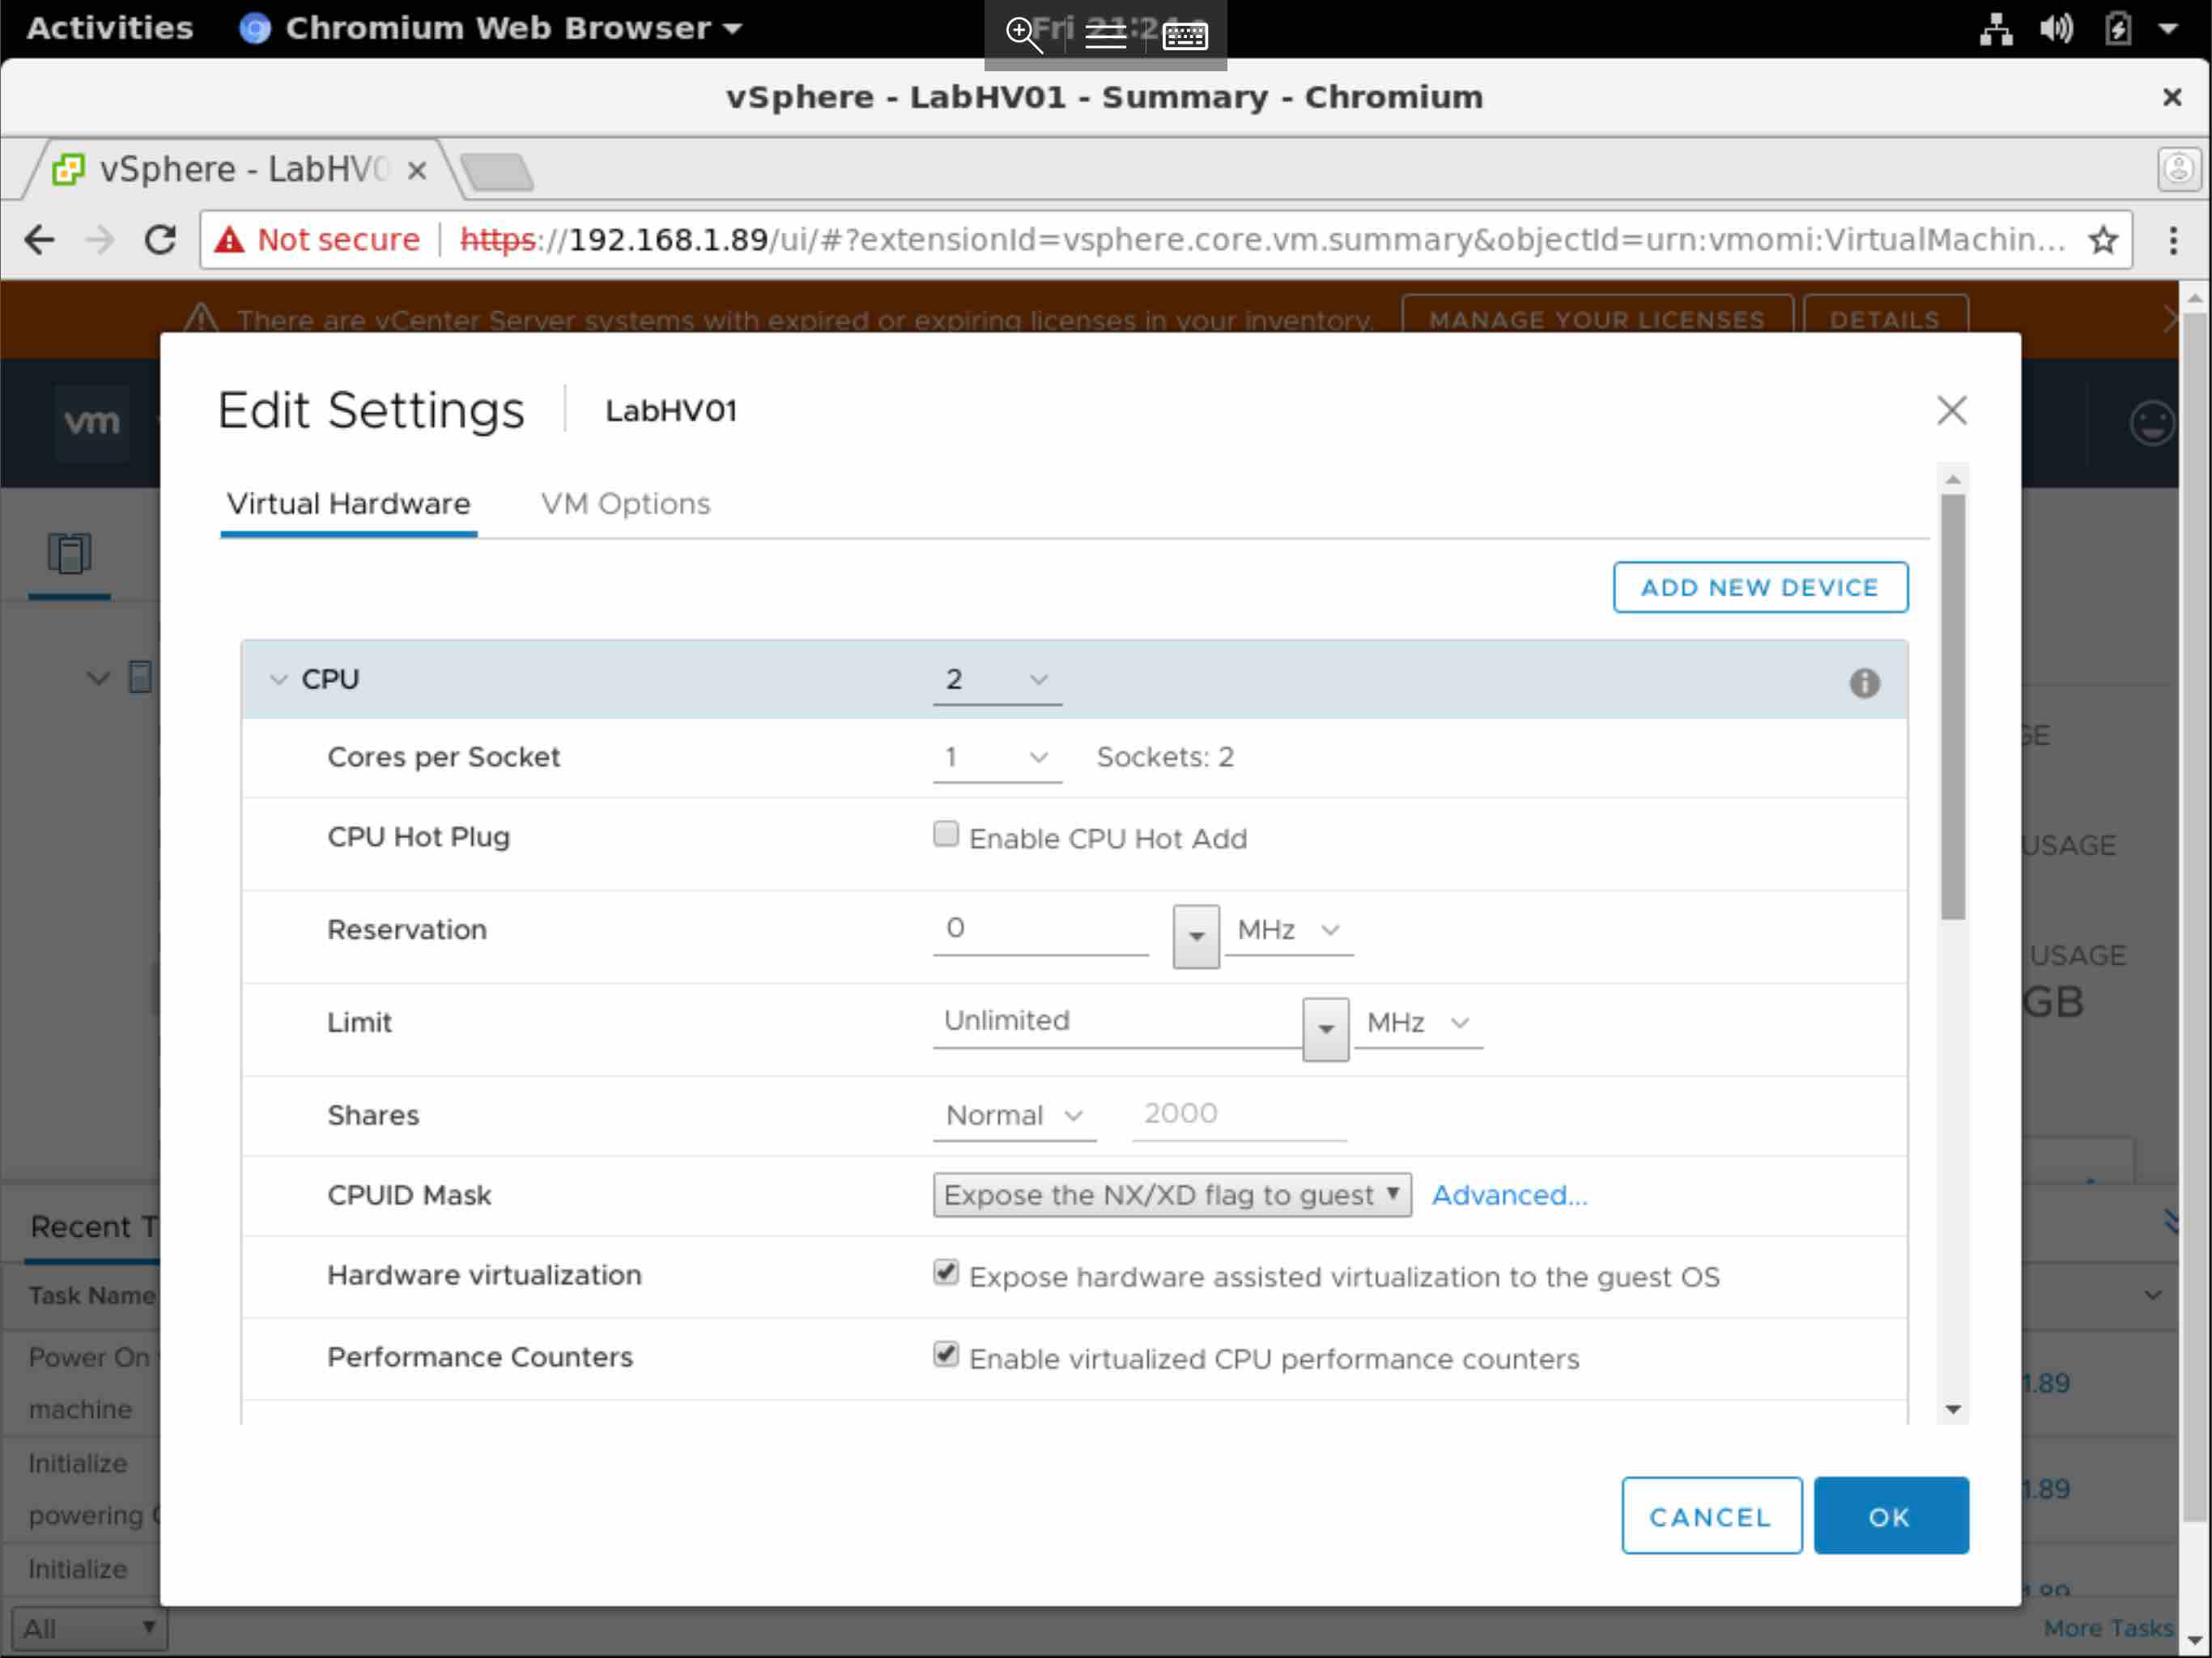 Activities Chromium Web Browser Fri 21:2
vSphere - LabHV01 - Summary - Chromium
vSphere - LabHV0
Not secure https://192.168.1.89/ui/#?extensionId=vsphere.core.vm.summary&objectId=urn:vmomi:VirtualMachin...
There are vCenter Server systems with expired or expiring licenses in your inventory. MANAGE YOUR LICENSES DETAILS
vm
Edit Settings LabHV01
Virtual Hardware VM Options
ADD NEW DEVICE
CPU 2
Cores per Socket 1 Sockets: 2
CPU Hot Plug Enable CPU Hot Add
USAGE
Reservation 0 MHz
USAGE
GB
Limit Unlimited MHz
Shares Normal 2000
CPUID Mask Expose the NX/XD flag to guest Advanced...
Recent T
Hardware virtualization Expose hardware assisted virtualization to the guest OS
Task Name
Performance Counters Enable virtualized CPU performance counters
Power On
machine
1.89
Initialize
powering
1.89
CANCEL OK
Initialize
1.89
All More Tasks